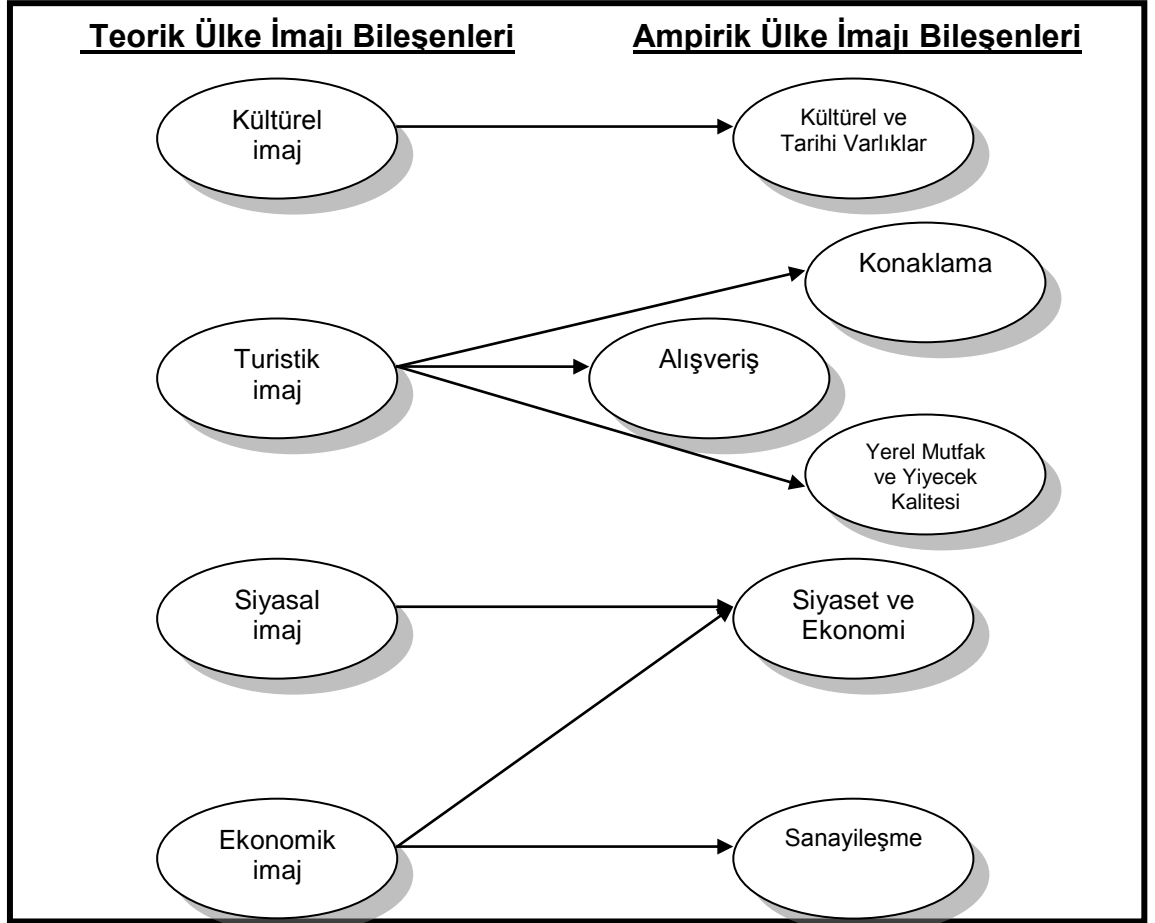 Teorik Ülke İmajı Bileşenleri
Ampirik Ülke İmajı Bileşenleri
Kültürel
imaj
Kültürel ve
Tarihi Varlıklar
Konaklama
Turistik
imaj
Alışveriş
Yerel Mutfak
ve Yiyecek
Kalitesi
Siyasal
imaj
Siyaset ve
Ekonomi
Ekonomik
imaj
Sanayileşme